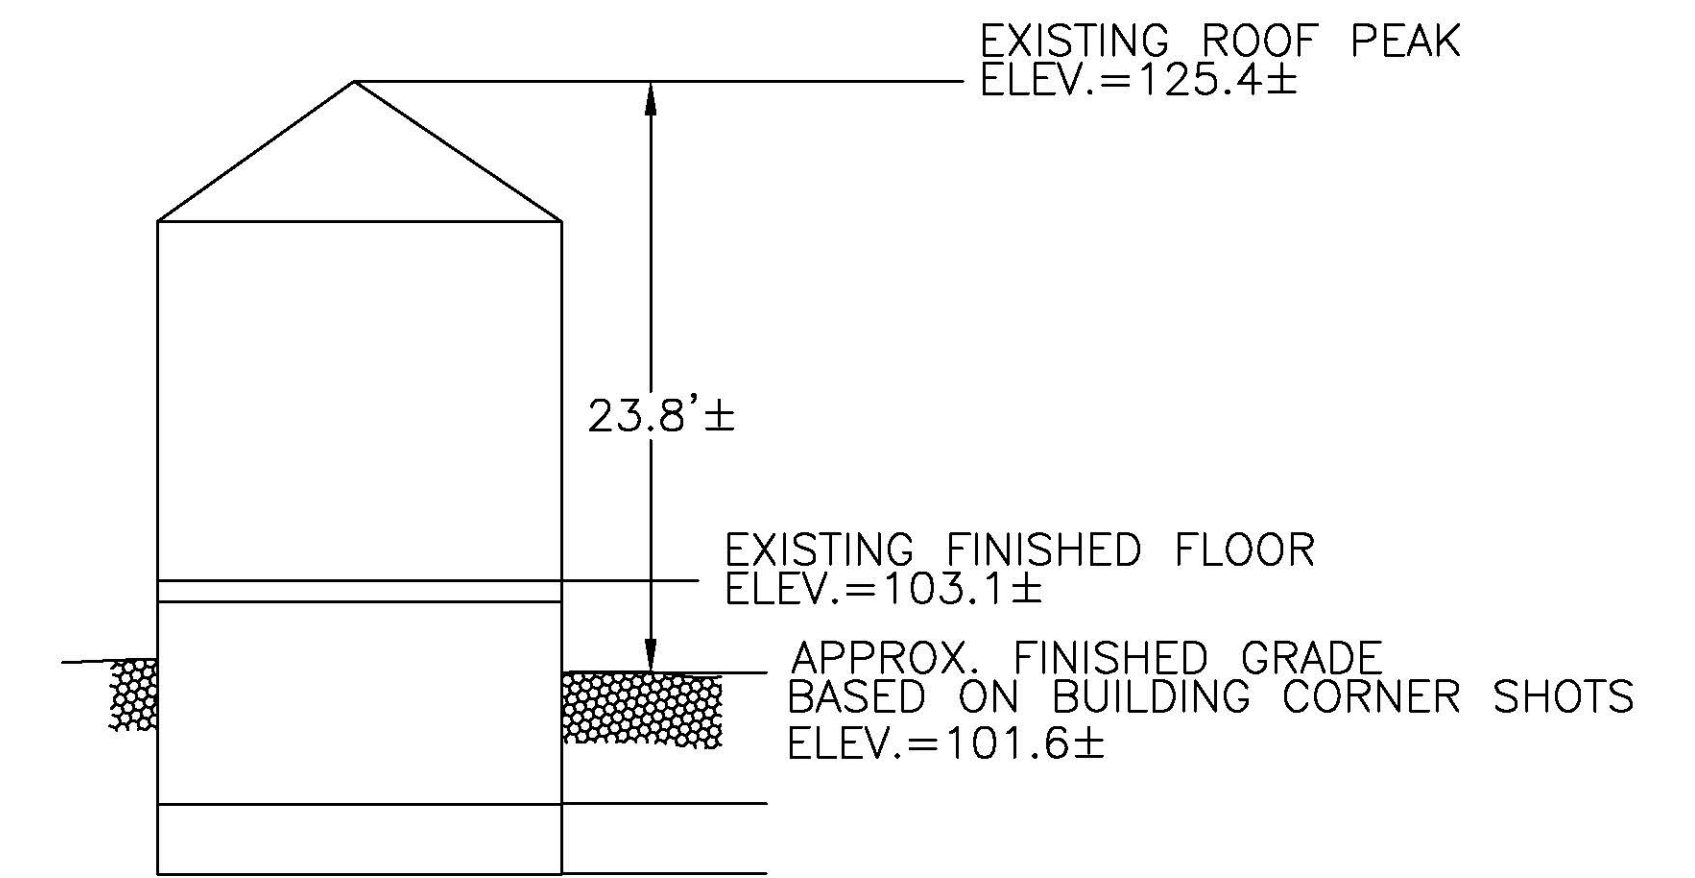 EXISTING ROOF PEAK
ELEV.=125.4±
23.8'±
EXISTING FINISHED FLOOR
ELEV.=103.1±
APPROX. FINISHED GRADE
BASED ON BUILDING CORNER SHOTS
ELEV.=101.6±